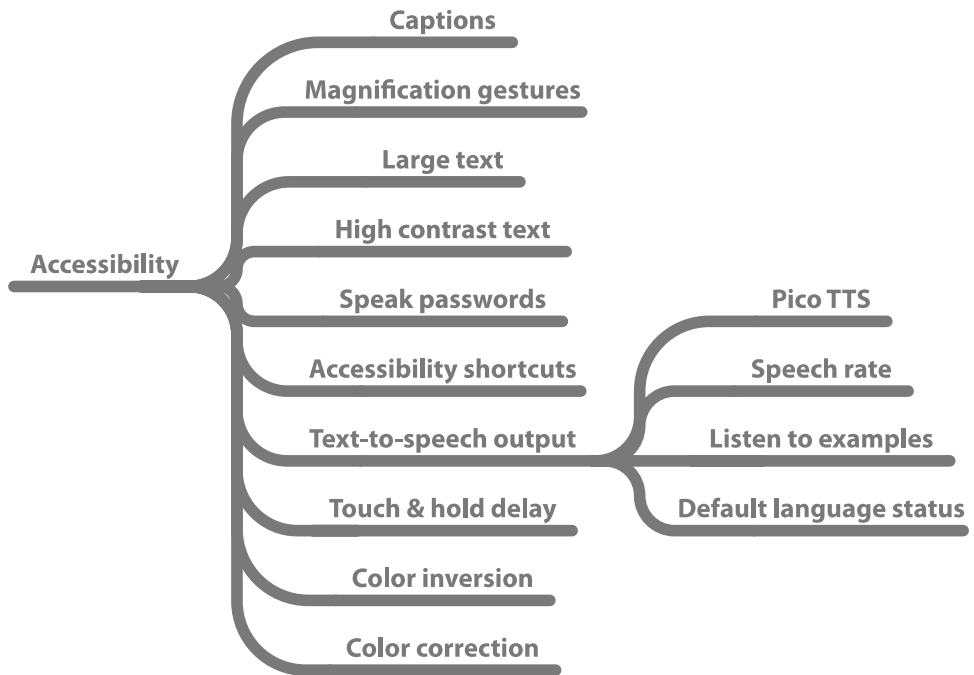 Captions
Magnification gestures
Large text
High contrast text
Accessibility
Speak passwords
Accessibility shortcuts
Text-to-speech output
Pico TTS
Speech rate
Listen to examples
Default language status
Touch & hold delay
Color inversion
Color correction